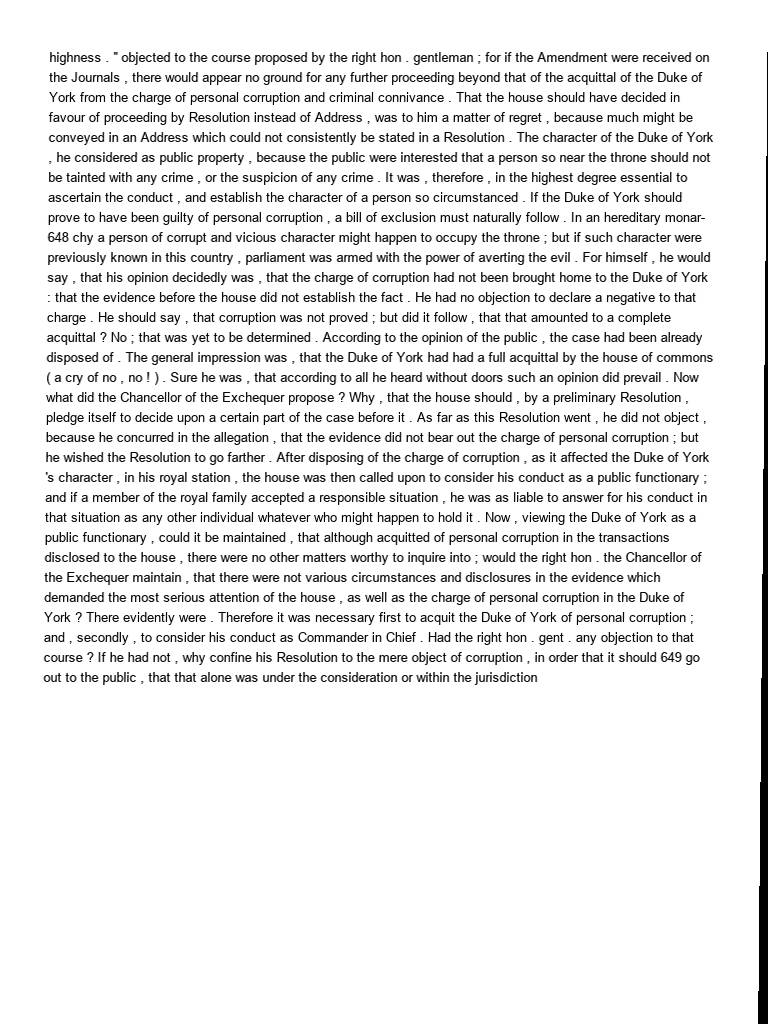 highness . " objected to the course proposed by the right hon . gentleman ; for if the Amendment were received on
the Journals , there would appear no ground for any further proceeding beyond that of the acquittal of the Duke of
York from the charge of personal corruption and criminal connivance . That the house should have decided in
favour of proceeding by Resolution instead of Address , was to him a matter of regret , because much might be
conveyed in an Address which could not consistently be stated in a Resolution . The character of the Duke of York
, he considered as public property , because the public were interested that a person so near the throne should not
be tainted with any crime , or the suspicion of any crime . It was , therefore , in the highest degree essential to
ascertain the conduct , and establish the character of a person so circumstanced . If the Duke of York should
prove to have been guilty of personal corruption , a bill of exclusion must naturally follow . In an hereditary monar-
648 chy a person of corrupt and vicious character might happen to occupy the throne ; but if such character were
previously known in this country , parliament was armed with the power of averting the evil . For himself , he would
say , that his opinion decidedly was , that the charge of corruption had not been brought home to the Duke of York
: that the evidence before the house did not establish the fact . He had no objection to declare a negative to that
charge . He should say , that corruption was not proved ; but did it follow , that that amounted to a complete
acquittal ? No ; that was yet to be determined . According to the opinion of the public , the case had been already
disposed of . The general impression was , that the Duke of York had had a full acquittal by the house of commons
( a cry of no , no ! ) . Sure he was , that according to all he heard without doors such an opinion did prevail . Now
what did the Chancellor of the Exchequer propose ? Why , that the house should , by a preliminary Resolution ,
pledge itself to decide upon a certain part of the case before it . As far as this Resolution went , he did not object ,
because he concurred in the allegation , that the evidence did not bear out the charge of personal corruption ; but
he wished the Resolution to go farther . After disposing of the charge of corruption , as it affected the Duke of York
's character , in his royal station , the house was then called upon to consider his conduct as a public functionary ;
and if a member of the royal family accepted a responsible situation , he was as liable to answer for his conduct in
that situation as any other individual whatever who might happen to hold it . Now , viewing the Duke of York as a
public functionary , could it be maintained , that although acquitted of personal corruption in the transactions
disclosed to the house , there were no other matters worthy to inquire into ; would the right hon . the Chancellor of
the Exchequer maintain , that there were not various circumstances and disclosures in the evidence which
demanded the most serious attention of the house , as well as the charge of personal corruption in the Duke of
York ? There evidently were . Therefore it was necessary first to acquit the Duke of York of personal corruption ;
and , secondly , to consider his conduct as Commander in Chief . Had the right hon . gent . any objection to that
course ? If he had not , why confine his Resolution to the mere object of corruption , in order that it should 649 go
out to the public , that that alone was under the consideration or within the jurisdiction